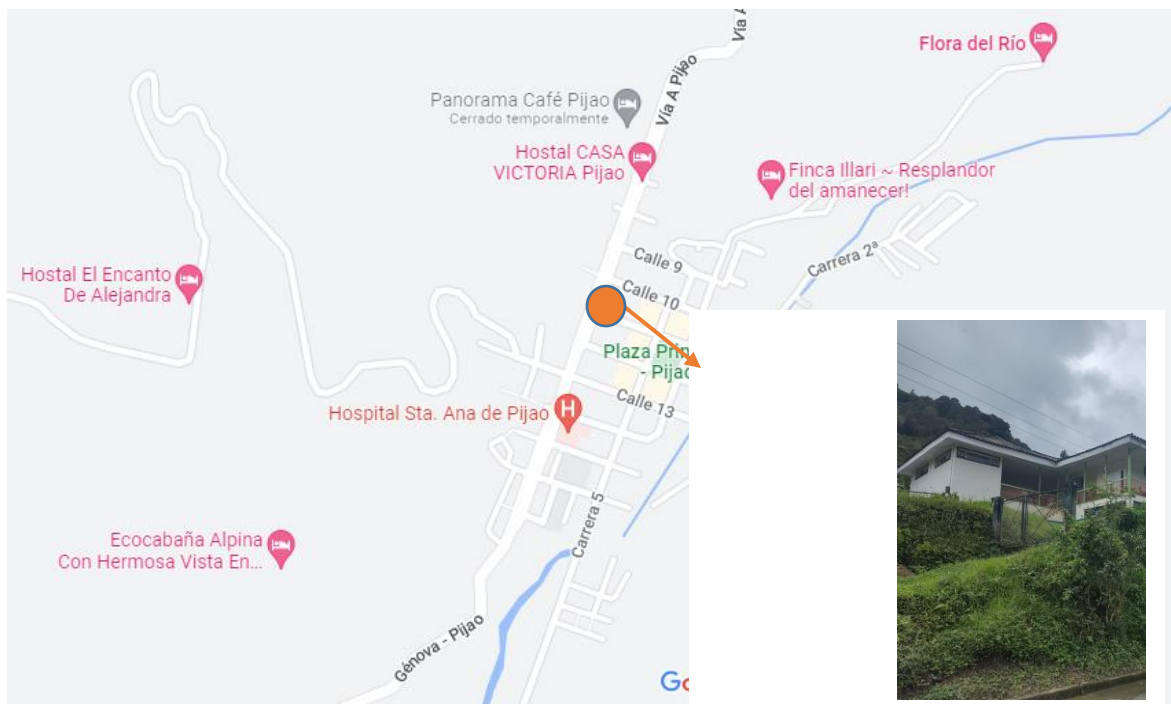 Vía A
Flora del Río
Vía A Pijao
Panorama Café Pijao
Cerrado temporalmente
Hostal CASA
VICTORIA Pijao
Finca Illari ~ Resplandor
del amanecer!
Calle 9
Carrera 2ª
Hostal El Encanto
De Alejandra
Calle 10
Plaza Prin
- Pijao
Calle 13
Hospital Sta. Ana de Pijao
H
Carrera 5
Ecocabaña Alpina
Con Hermosa Vista En...
Génova - Pijao
Go